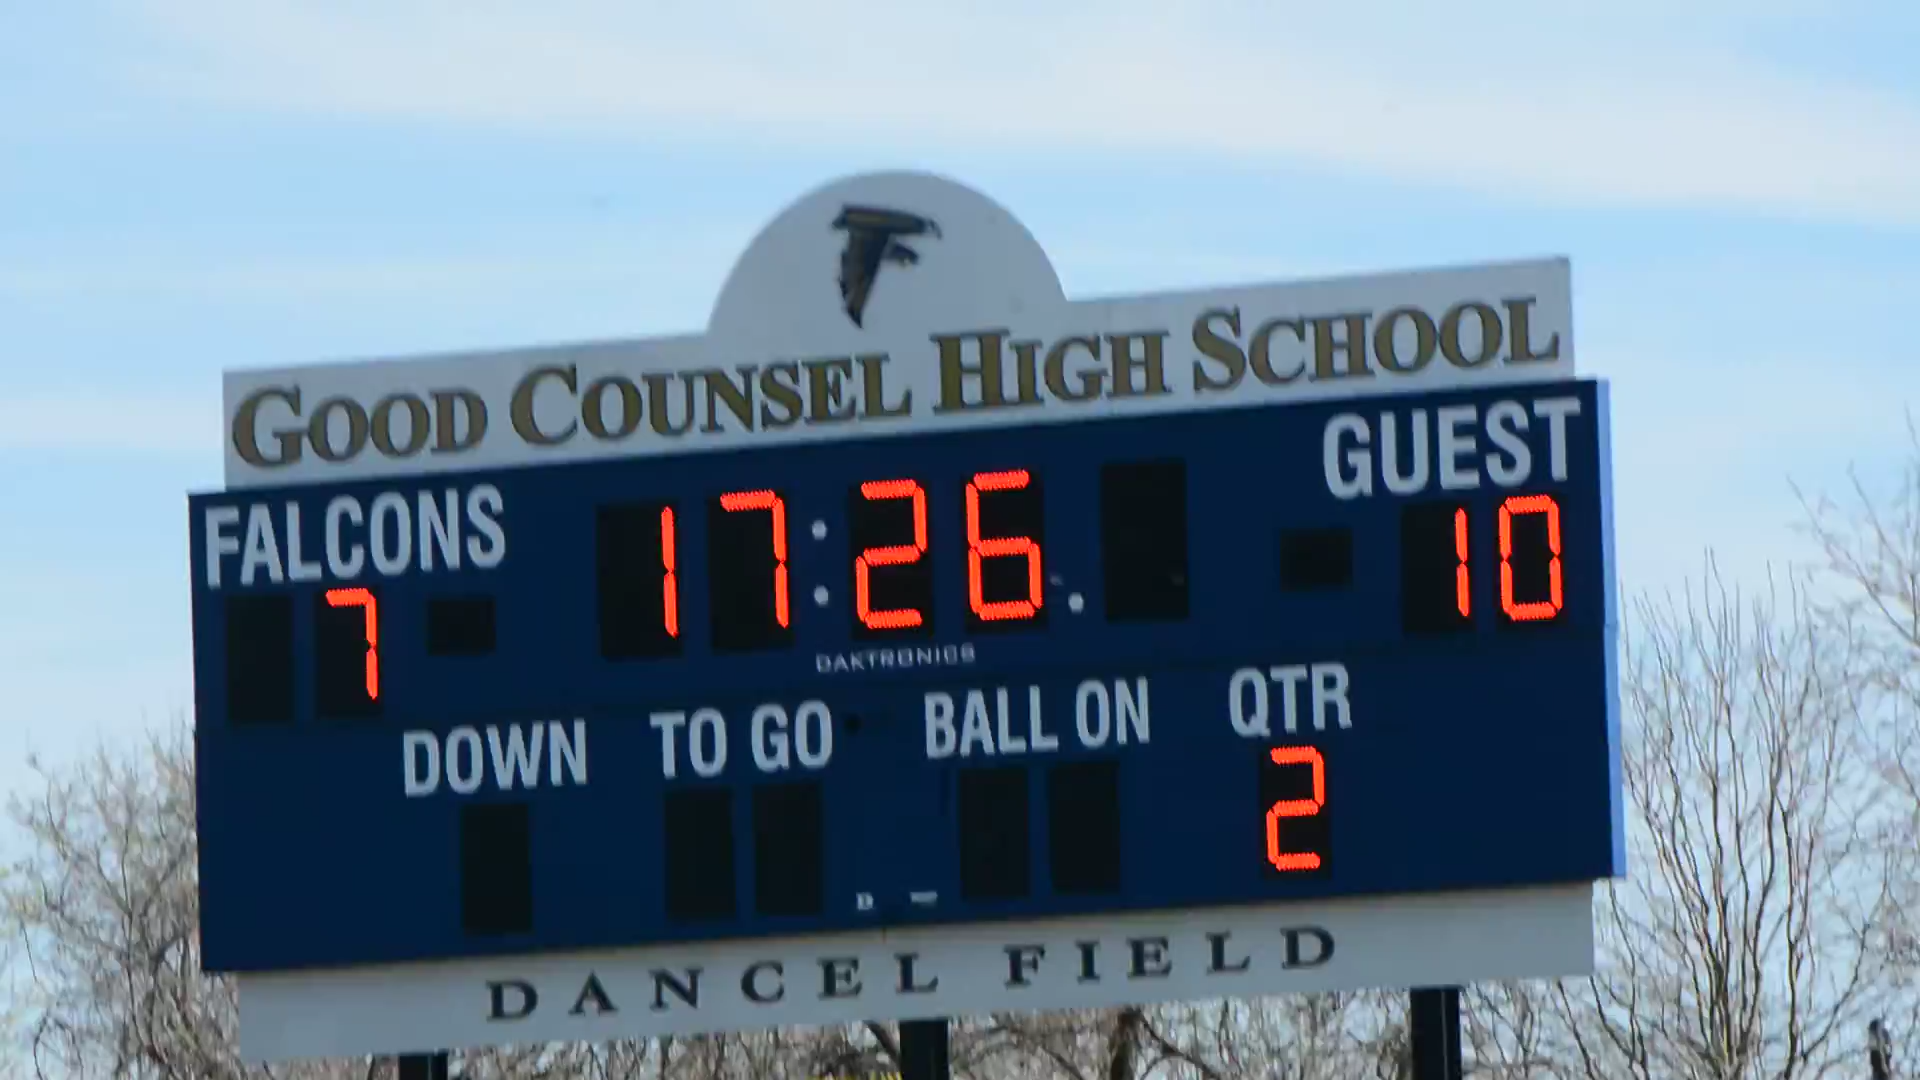 GOOD COUNSEL HIGH SCHOOL
FALCONS
GUEST
7
17:26.
10
DAKTRONICS
DOWN
TO GO
BALL ON
QTR
2
DANCEL FIELD